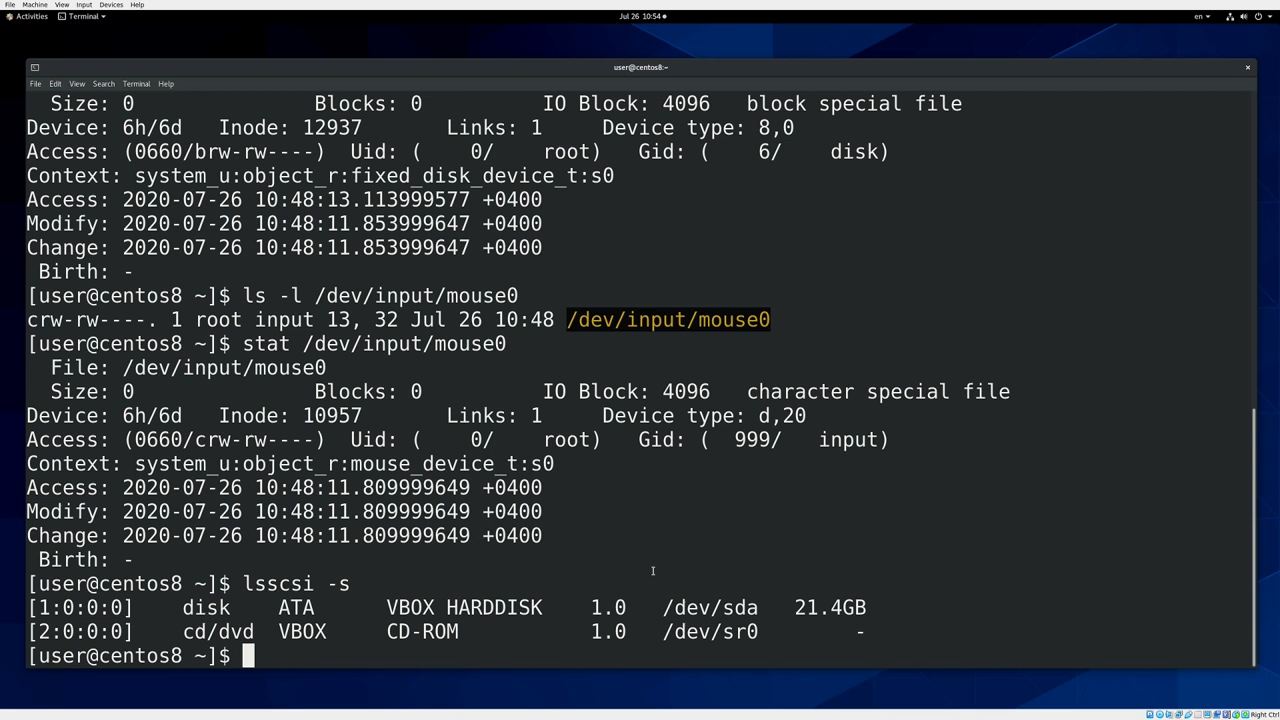 File Machine View Input Devices Help
Activities Terminal Jul 26 10:54 en
user@centos8:~
File Edit View Search Terminal Help
Size: 0 Blocks: 0 IO Block: 4096 block special file
Device: 6h/6d Inode: 12937 Links: 1 Device type: 8,0
Access: (0660/brw-rw----) Uid: ( 0/ root) Gid: ( 6/ disk)
Context: system_u:object_r:fixed_disk_device_t:s0
Access: 2020-07-26 10:48:13.113999577 +0400
Modify: 2020-07-26 10:48:11.853999647 +0400
Change: 2020-07-26 10:48:11.853999647 +0400
Birth: -
[user@centos8 ~]$ ls -l /dev/input/mouse0
crw-rw----. 1 root input 13, 32 Jul 26 10:48 /dev/input/mouse0
[user@centos8 ~]$ stat /dev/input/mouse0
File: /dev/input/mouse0
Size: 0 Blocks: 0 IO Block: 4096 character special file
Device: 6h/6d Inode: 10957 Links: 1 Device type: d,20
Access: (0660/crw-rw----) Uid: ( 0/ root) Gid: ( 999/ input)
Context: system_u:object_r:mouse_device_t:s0
Access: 2020-07-26 10:48:11.809999649 +0400
Modify: 2020-07-26 10:48:11.809999649 +0400
Change: 2020-07-26 10:48:11.809999649 +0400
Birth: -
[user@centos8 ~]$ lsscsi -s
[1:0:0:0] disk ATA VBOX HARDDISK 1.0 /dev/sda 21.4GB
[2:0:0:0] cd/dvd VBOX CD-ROM 1.0 /dev/sr0 -
[user@centos8 ~]$
Right Ctrl